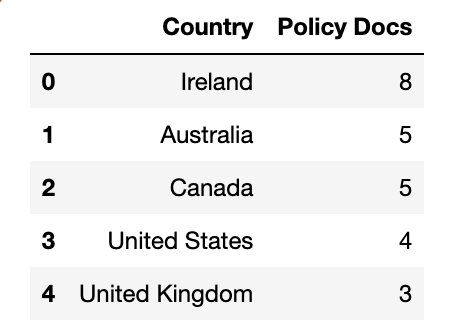 Country Policy Docs
0 Ireland 8
1 Australia 5
2 Canada 5
3 United States 4
4 United Kingdom 3